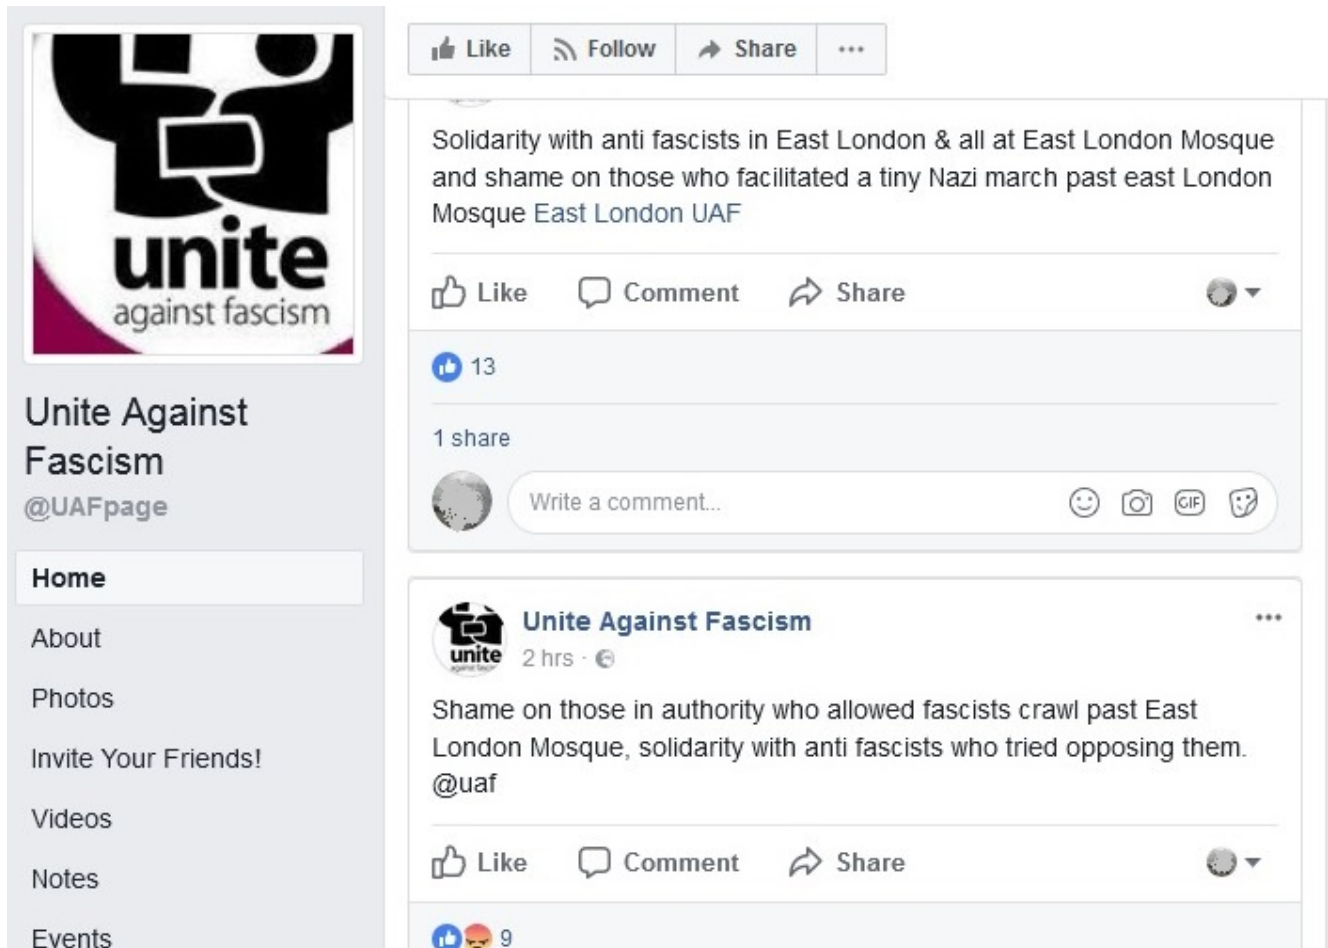 unite
against fascism
Unite Against
Fascism
@UAFpage
Home
About
Photos
Invite Your Friends!
Videos
Notes
Events
Like
Follow
Share
Solidarity with anti fascists in East London & all at East London Mosque
and shame on those who facilitated a tiny Nazi march past east London
Mosque East London UAF
Like Comment Share
13
1 share
Write a comment...
GIF
unite
against fascism
Unite Against Fascism
2 hrs ·
Shame on those in authority who allowed fascists crawl past East
London Mosque, solidarity with anti fascists who tried opposing them.
@uaf
Like Comment Share
9